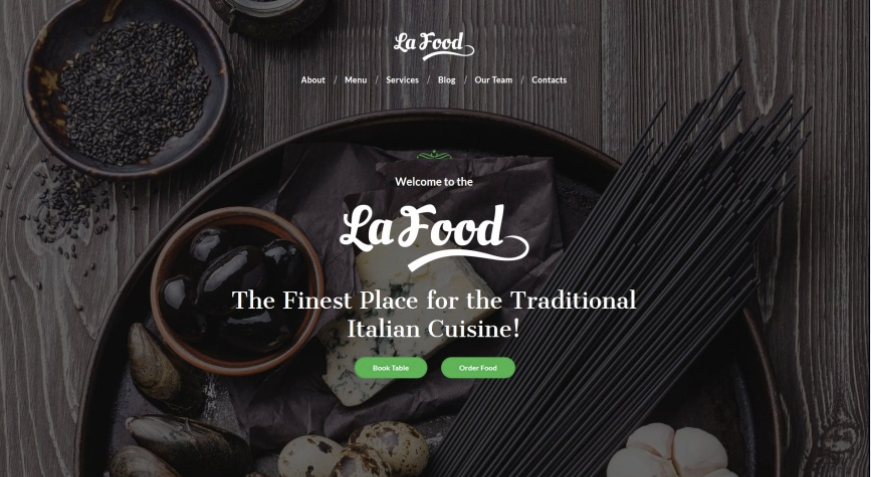 La Food
About / Menu / Services / Blog / Our Team / Contacts
Welcome to the
La Food
The Finest Place for the Traditional
Italian Cuisine!
Book Table Order Food